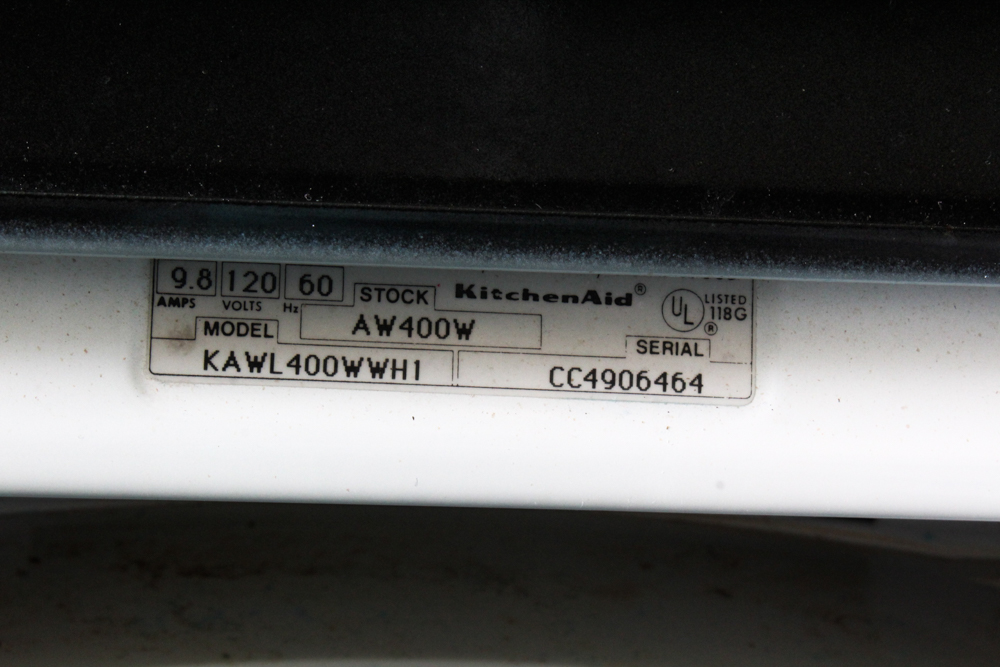 9.8 120 60 STOCK KitchenAid® UL® LISTED
AMPS VOLTS Hz 118G
MODEL AW400W SERIAL
KAWL400WWH1 CC4906464